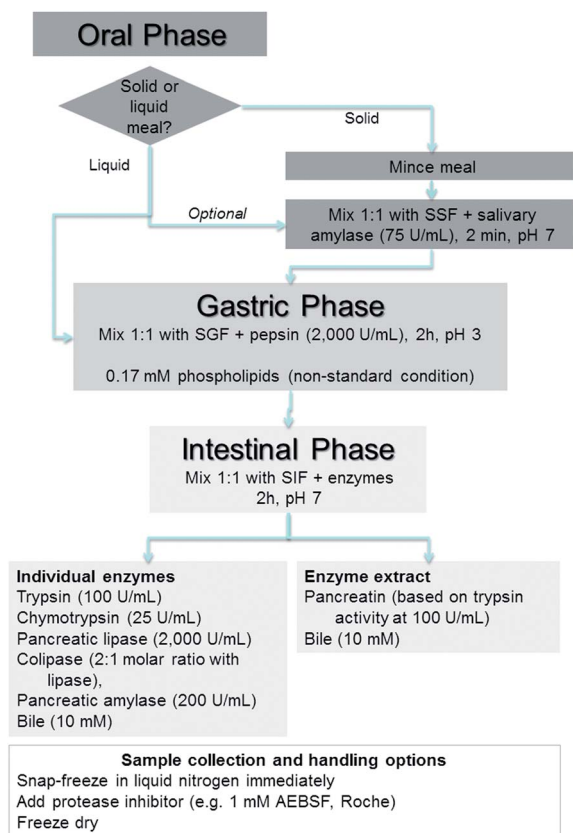 Oral Phase
Solid or
liquid
meal?
Solid
Liquid
Mince meal
Optional
Mix 1:1 with SSF + salivary
amylase (75 U/mL), 2 min, pH 7
Gastric Phase
Mix 1:1 with SGF + pepsin (2,000 U/mL), 2h, pH 3
0.17 mM phospholipids (non-standard condition)
Intestinal Phase
Mix 1:1 with SIF + enzymes
2h, pH 7
Individual enzymes
Trypsin (100 U/mL)
Chymotrypsin (25 U/mL)
Pancreatic lipase (2,000 U/mL)
Colipase (2:1 molar ratio with
lipase),
Pancreatic amylase (200 U/mL)
Bile (10 mM)
Enzyme extract
Pancreatin (based on trypsin
activity at 100 U/mL)
Bile (10 mM)
Sample collection and handling options
Snap-freeze in liquid nitrogen immediately
Add protease inhibitor (e.g. 1 mM AEBSF, Roche)
Freeze dry